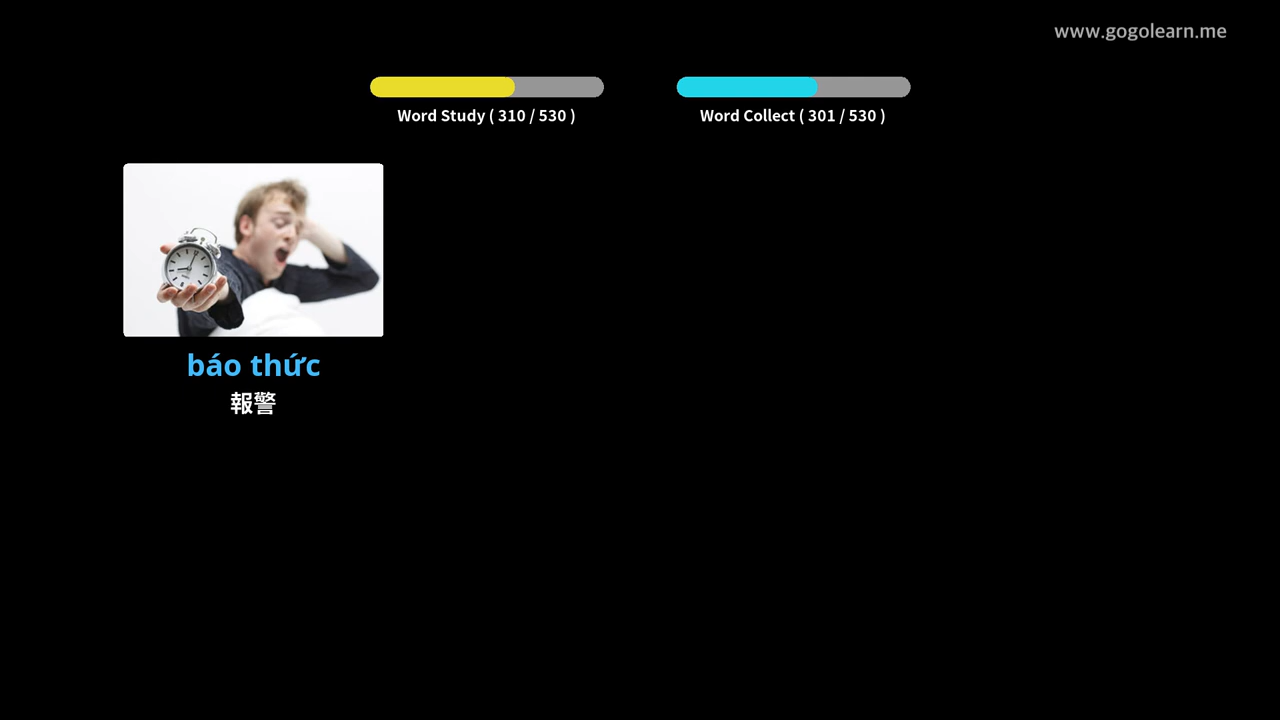 www.gogolearn.me
Word Study ( 310 / 530 )
Word Collect ( 301 / 530 )
báo thức
報警